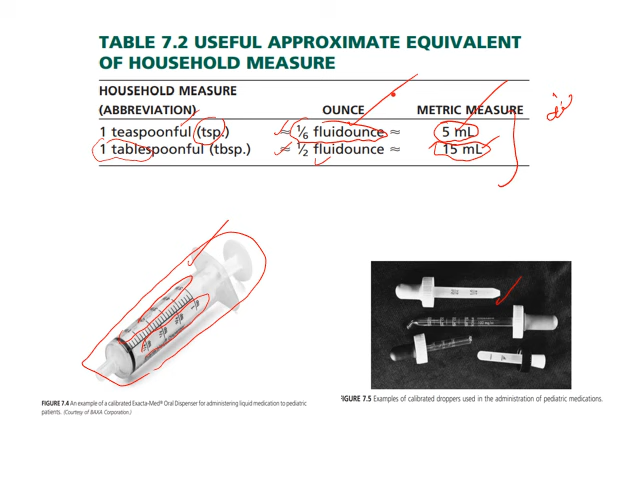 TABLE 7.2 USEFUL APPROXIMATE EQUIVALENT
OF HOUSEHOLD MEASURE
HOUSEHOLD MEASURE
(ABBREVIATION) OUNCE METRIC MEASURE
1 teaspoonful (tsp.) ≈ 1/6 fluidounce ≈ 5 mL
1 tablespoonful (tbsp.) ≈ 1/2 fluidounce ≈ 15 mL
FIGURE 7.4 An example of a calibrated Exacta-Med® Oral Dispenser for administering liquid medication to pediatric
patients. (Courtesy of BAXA Corporation.)
FIGURE 7.5 Examples of calibrated droppers used in the administration of pediatric medications.